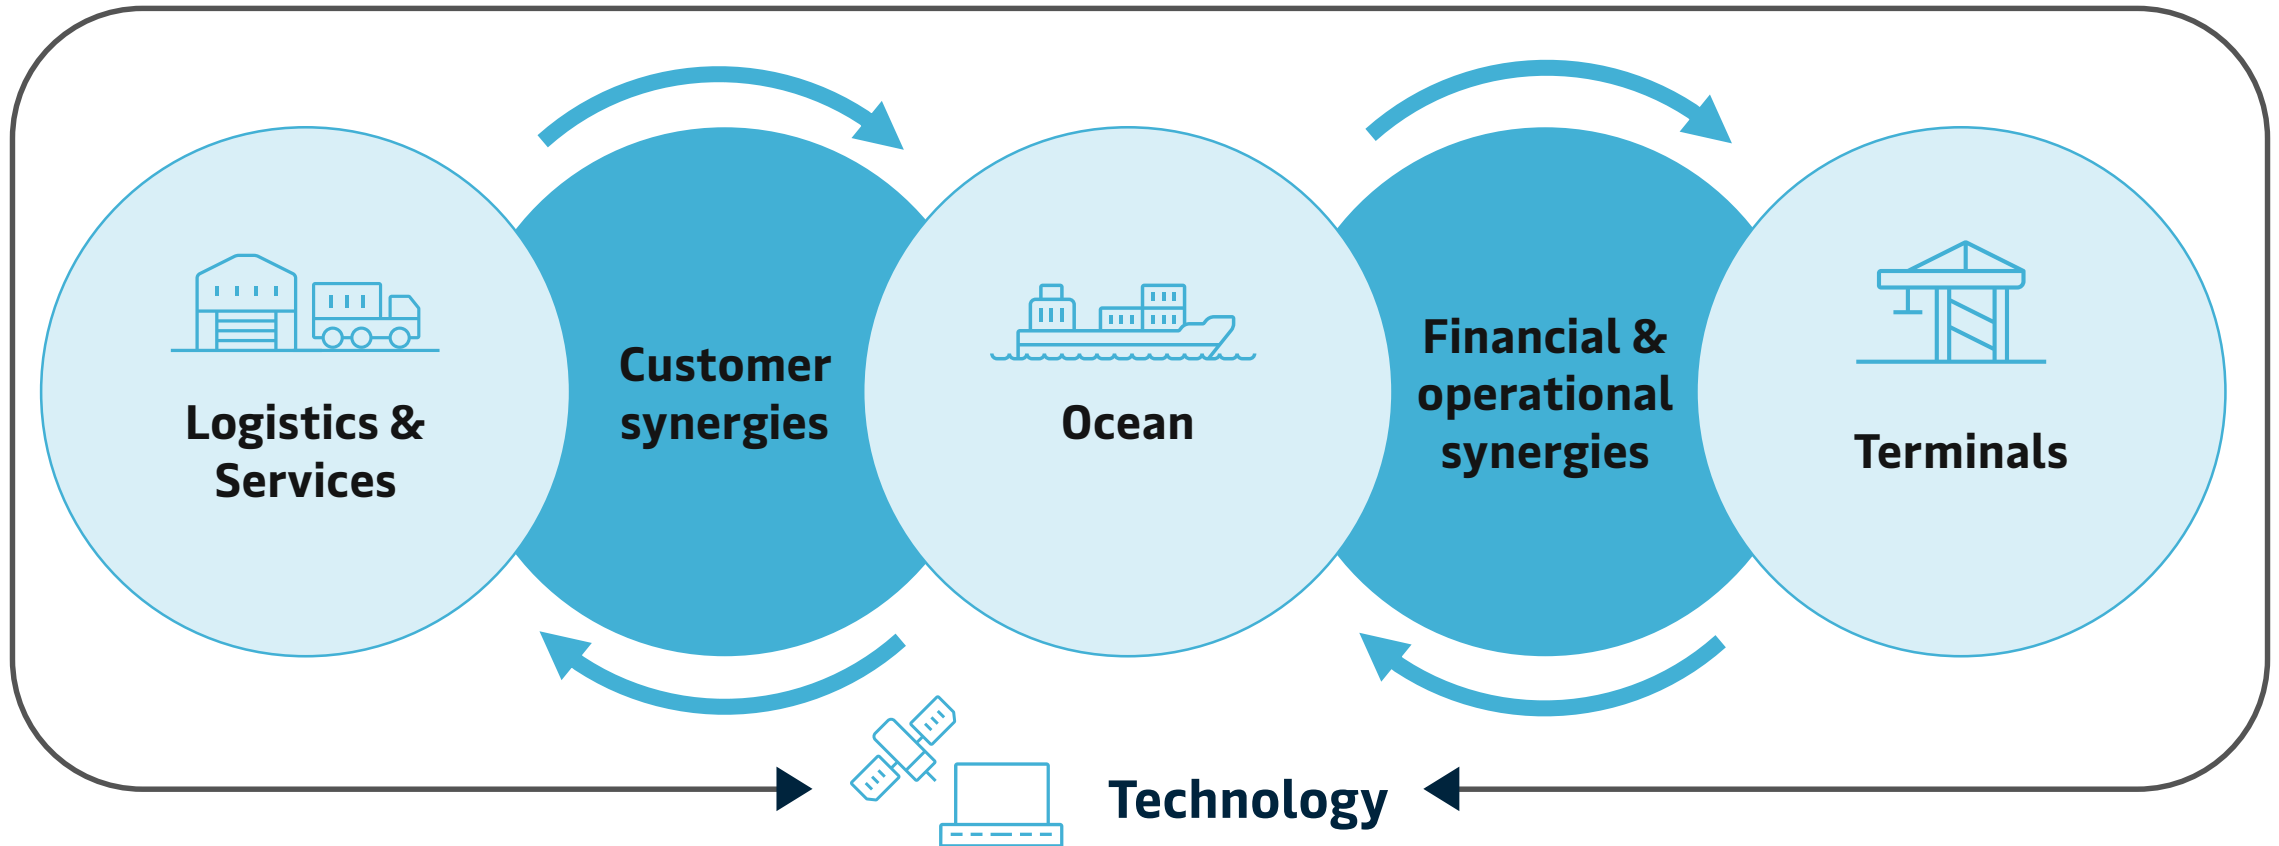 Logistics &
Services
Customer
synergies
Ocean
Financial &
operational
synergies
Terminals
Technology